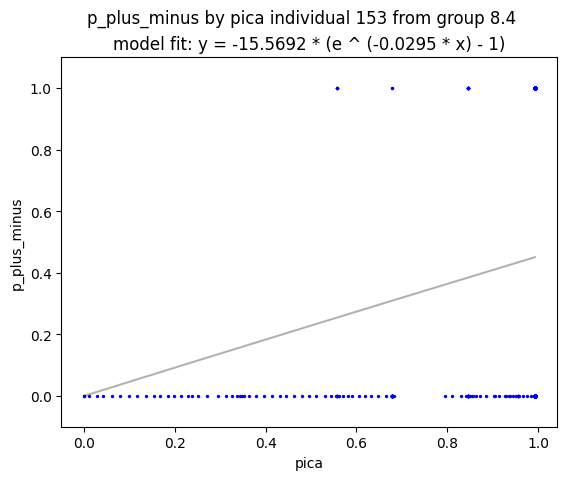 p_plus_minus by pica individual 153 from group 8.4
model fit: y = -15.5692 * (e ^ (-0.0295 * x) - 1)
1.0
0.8
0.6
0.4
0.2
0.0
p_plus_minus
0.0 0.2 0.4 0.6 0.8 1.0
pica